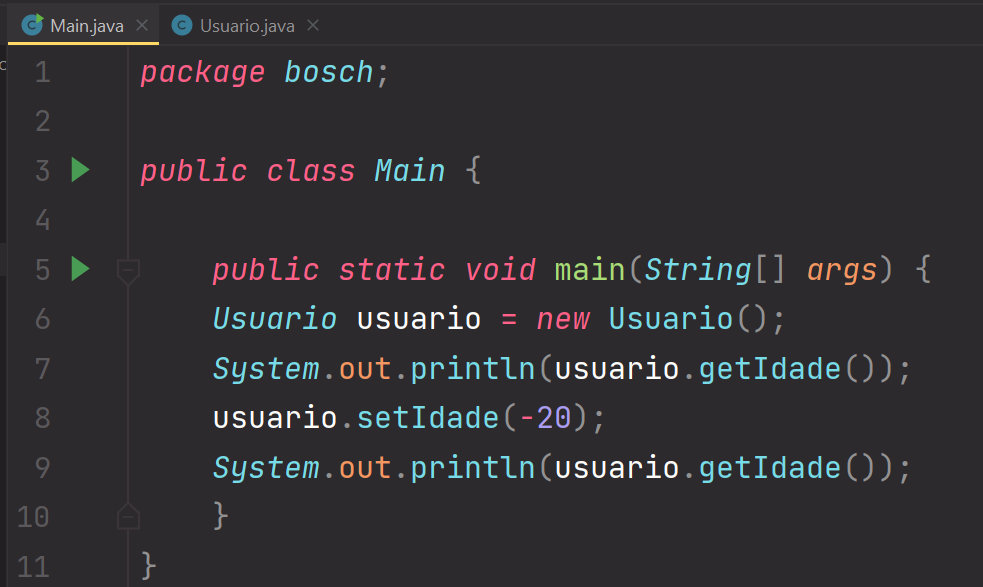 Main.java Usuario.java
1 package bosch;
2
3 public class Main {
4
5 public static void main(String[] args) {
6 Usuario usuario = new Usuario();
7 System.out.println(usuario.getIdade());
8 usuario.setIdade(-20);
9 System.out.println(usuario.getIdade());
10 }
11 }